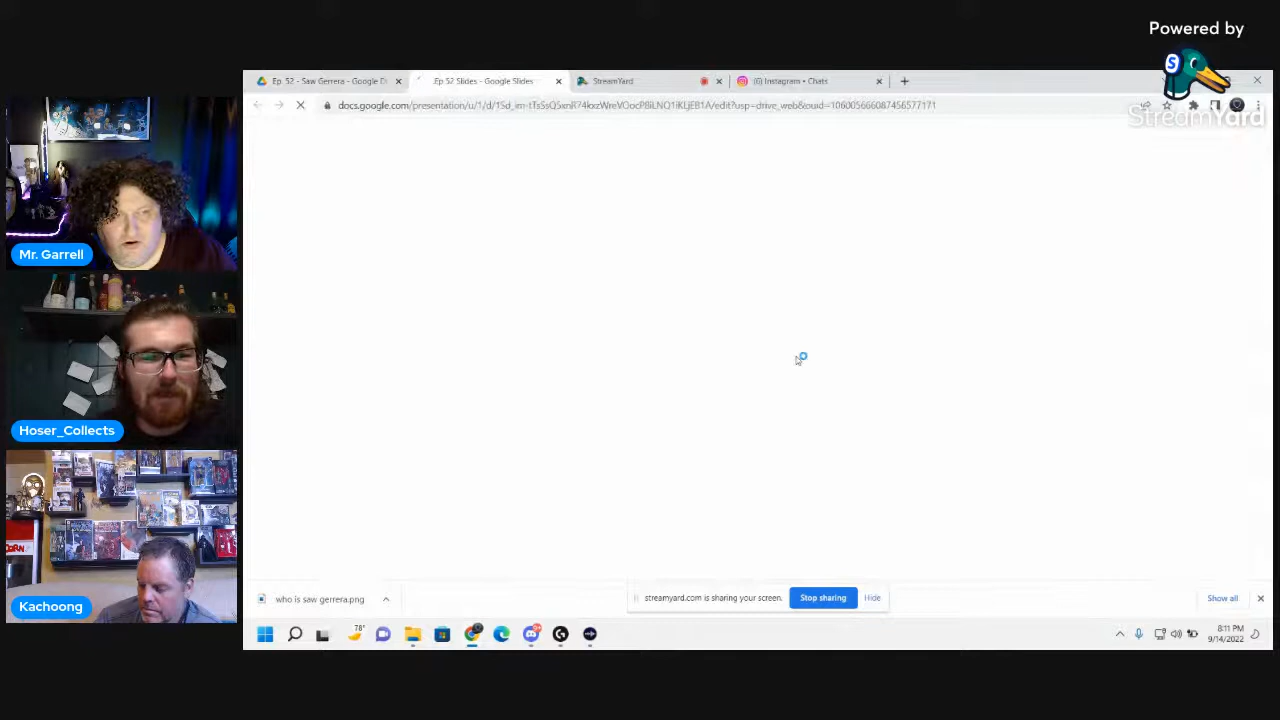 Powered by
StreamYard
Ep. 52 - Saw Gerrera - Google D
Ep 52 Slides - Google Slides
StreamYard
Instagram • Chats
Mr. Garrell
Hoser_Collects
Kachoong
who is saw gerrera.png
streamyard.com is sharing your screen.
Stop sharing
Hide
Show all
78°
8:11 PM
9/14/2022